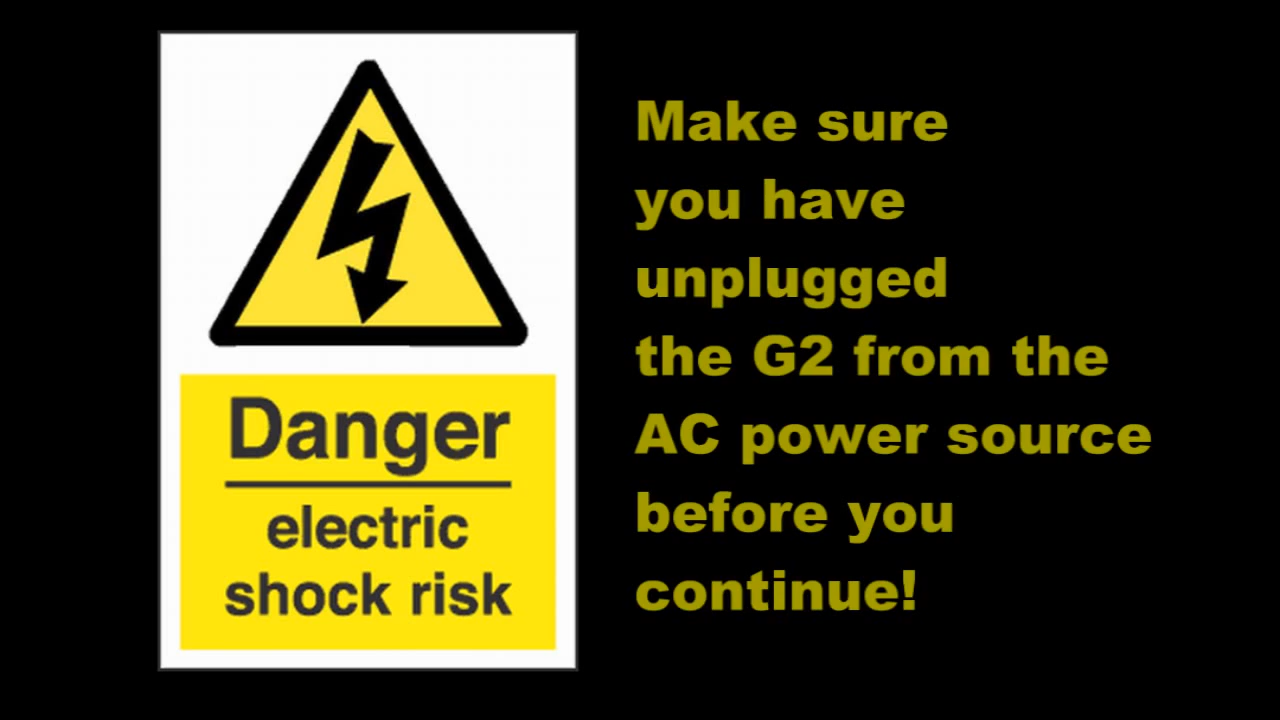 Danger
electric
shock risk
Make sure
you have
unplugged
the G2 from the
AC power source
before you
continue!